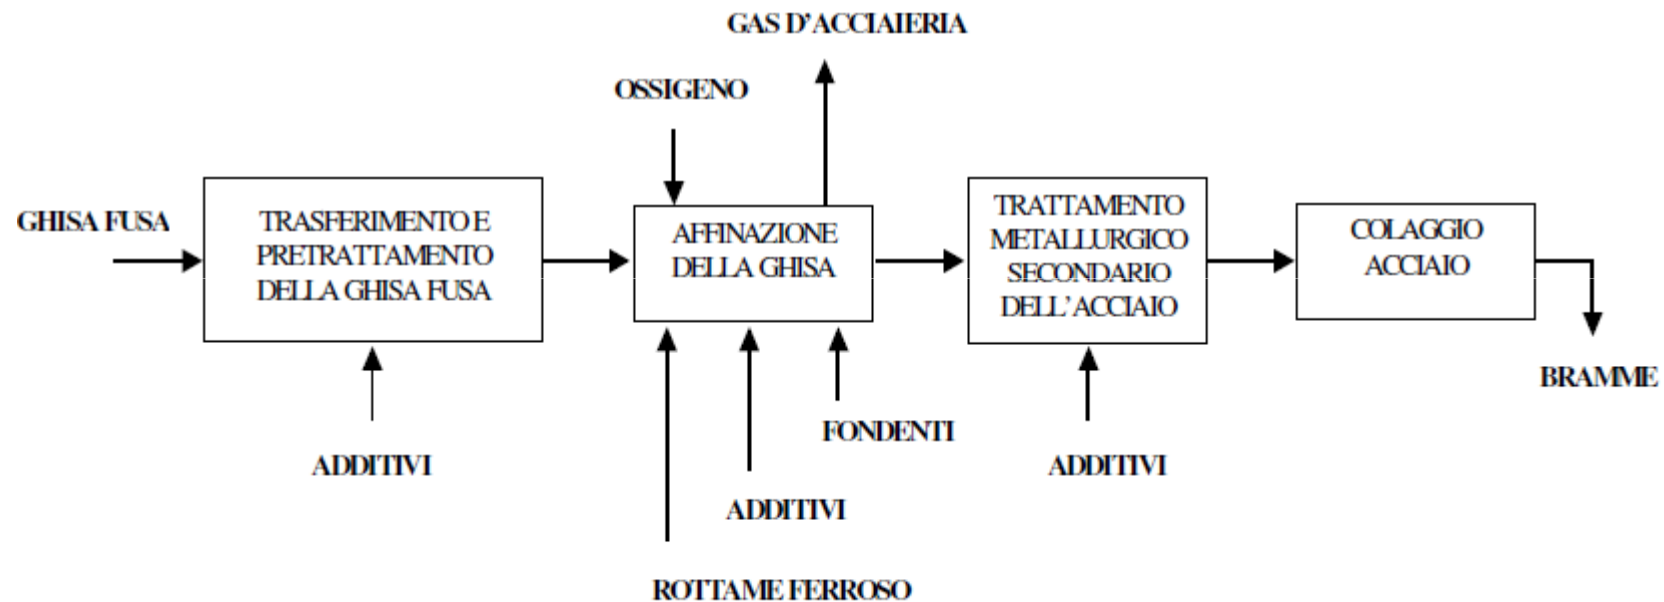 GAS D'ACCIAIERIA
OSSIGENO
GHISA FUSA
TRASFERIMENTO E
PRETRATTAMENTO
DELLA GHISA FUSA
AFFINAZIONE
DELLA GHISA
TRATTAMENTO
METALLURGICO
SECONDARIO
DELL'ACCIAIO
COLAGGIO
ACCIAIO
BRAMME
ADDITIVI
FONDENTI
ADDITIVI
ADDITIVI
ROTTAME FERROSO